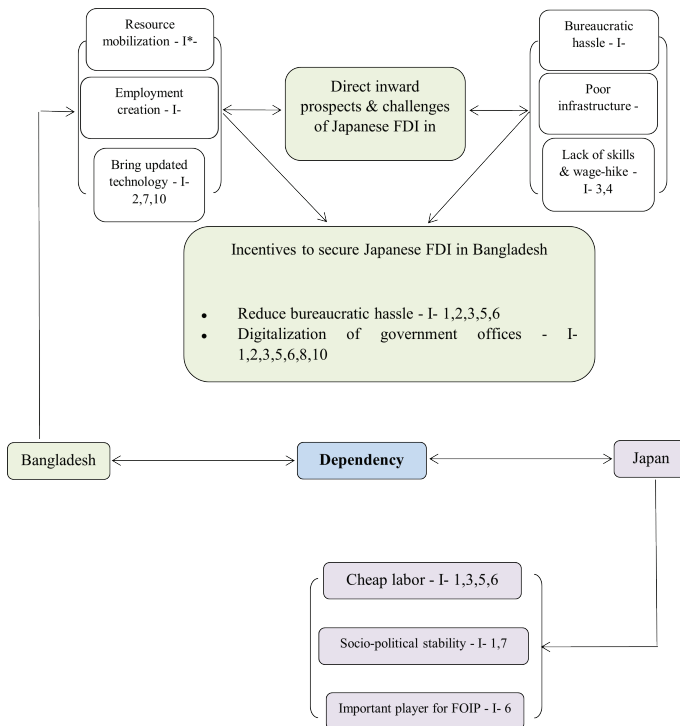 Resource
mobilization - I*-
Employment
creation - I-
Bring updated
technology - I-
2,7,10
Direct inward
prospects & challenges
of Japanese FDI in
Bureaucratic
hassle - I-
Poor
infrastructure -
Lack of skills
& wage-hike -
I- 3,4
Incentives to secure Japanese FDI in Bangladesh
• Reduce bureaucratic hassle - I- 1,2,3,5,6
• Digitalization of government offices - I-
1,2,3,5,6,8,10
Bangladesh
Dependency
Japan
Cheap labor - I- 1,3,5,6
Socio-political stability - I- 1,7
Important player for FOIP - I- 6